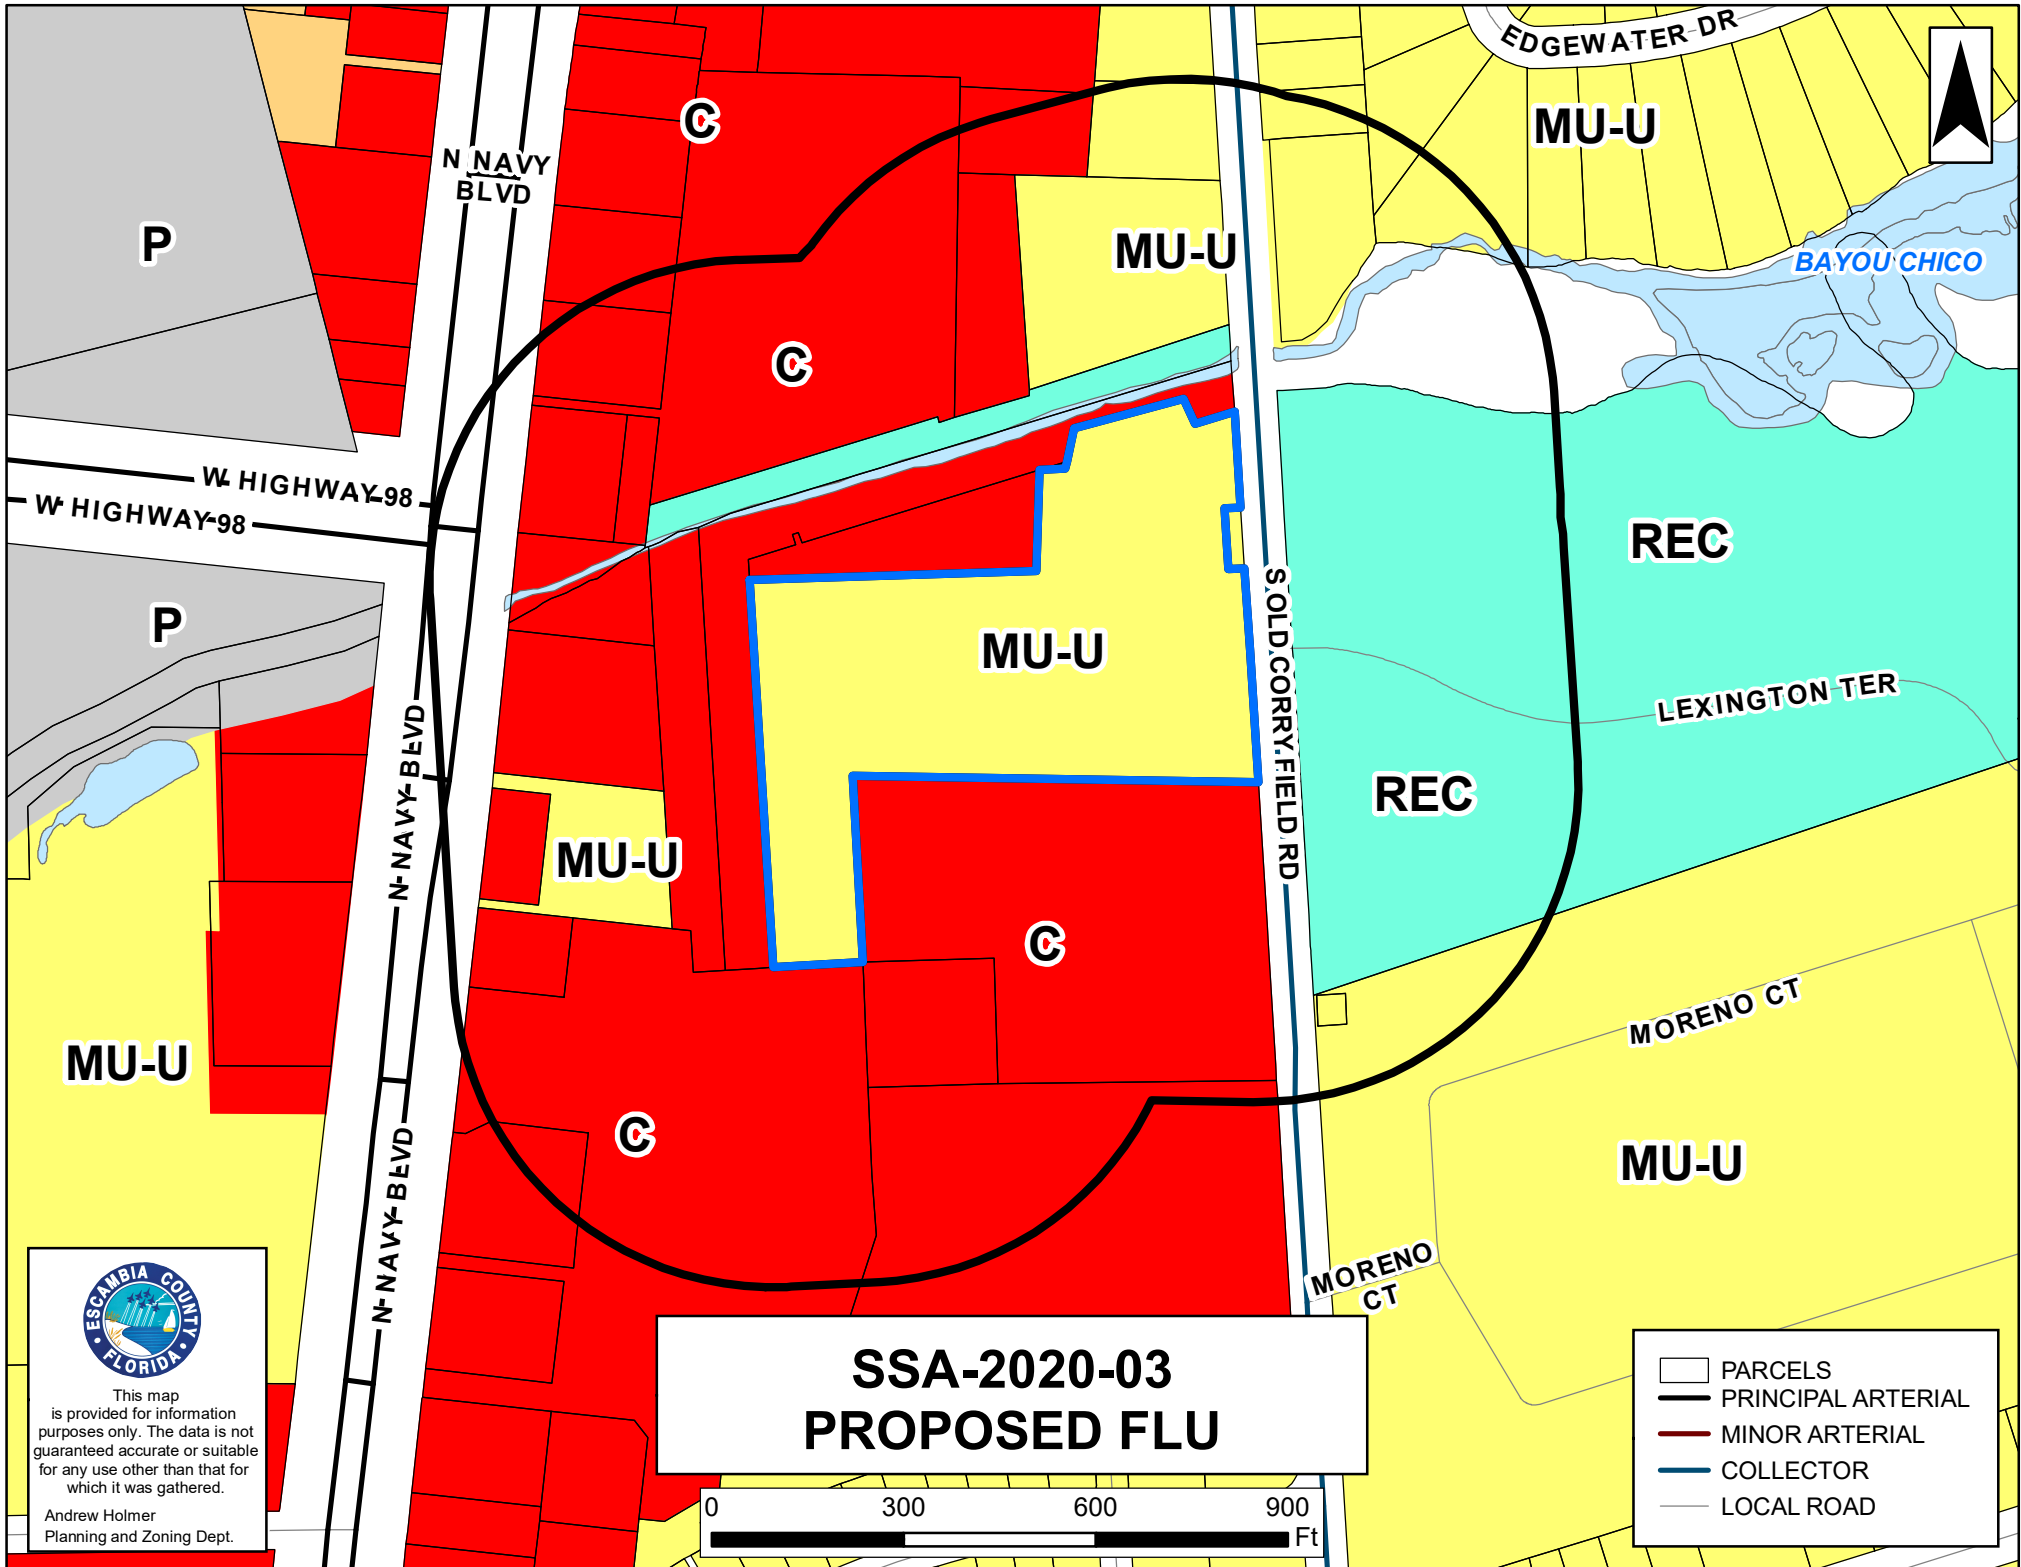 EDGEWATER DR
C
MU-U
N NAVY
BLVD
P
MU-U
BAYOU CHICO
C
W HIGHWAY 98
W HIGHWAY 98
REC
P
MU-U
S OLD CORRY FIELD RD
LEXINGTON TER
N NAVY BLVD
REC
MU-U
C
MORENO CT
MU-U
C
MU-U
N NAVY BLVD
MORENO
CT
ESCAMBIA COUNTY
FLORIDA
This map
is provided for information
purposes only. The data is not
guaranteed accurate or suitable
for any use other than that for
which it was gathered.
Andrew Holmer
Planning and Zoning Dept.
SSA-2020-03
PROPOSED FLU
0 300 600 900
Ft
PARCELS
PRINCIPAL ARTERIAL
MINOR ARTERIAL
COLLECTOR
LOCAL ROAD